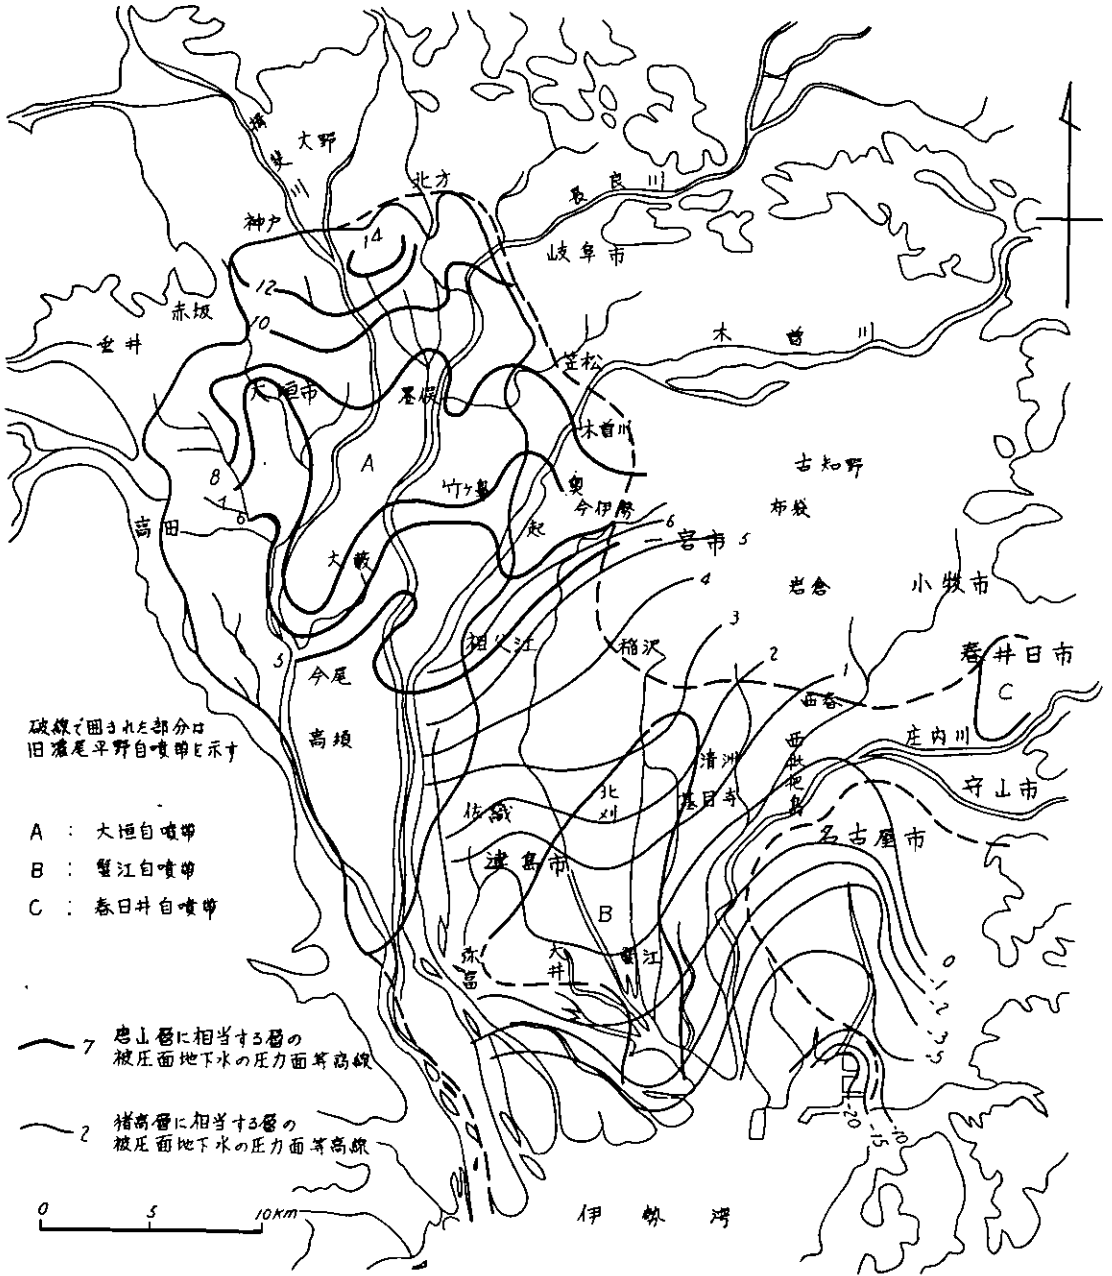 揖斐川
大野
北方
長良川
神戸
14
岐阜市
12
赤坂
10
木曽川
垂井
笠松
大垣市
墨俣
木曽川
A
古知野
8
竹ヶ鼻
奥
布袋
7
今伊勢
6
高田
起
6
一宮市
5
大藪
岩倉
小牧市
4
3
祖父江
稲沢
春井日市
5
今尾
2
1
C
西春
破線で囲まれた部分は
旧濃尾平野自噴帯を示す
高須
庄内川
清洲
西枇杷島
守山市
北刈
甚目寺
佐織
名古屋市
A : 大垣自噴帯
津島市
B : 蟹江自噴帯
B
C : 春日井自噴帯
弥富
大井
蟹江
0
-1
-2
-3
-5
7 唐山層に相当する層の
被圧面地下水の圧力面等高線
2 猪高層に相当する層の
被圧面地下水の圧力面等高線
-20
-15
-10
0 5 10Km
伊勢湾